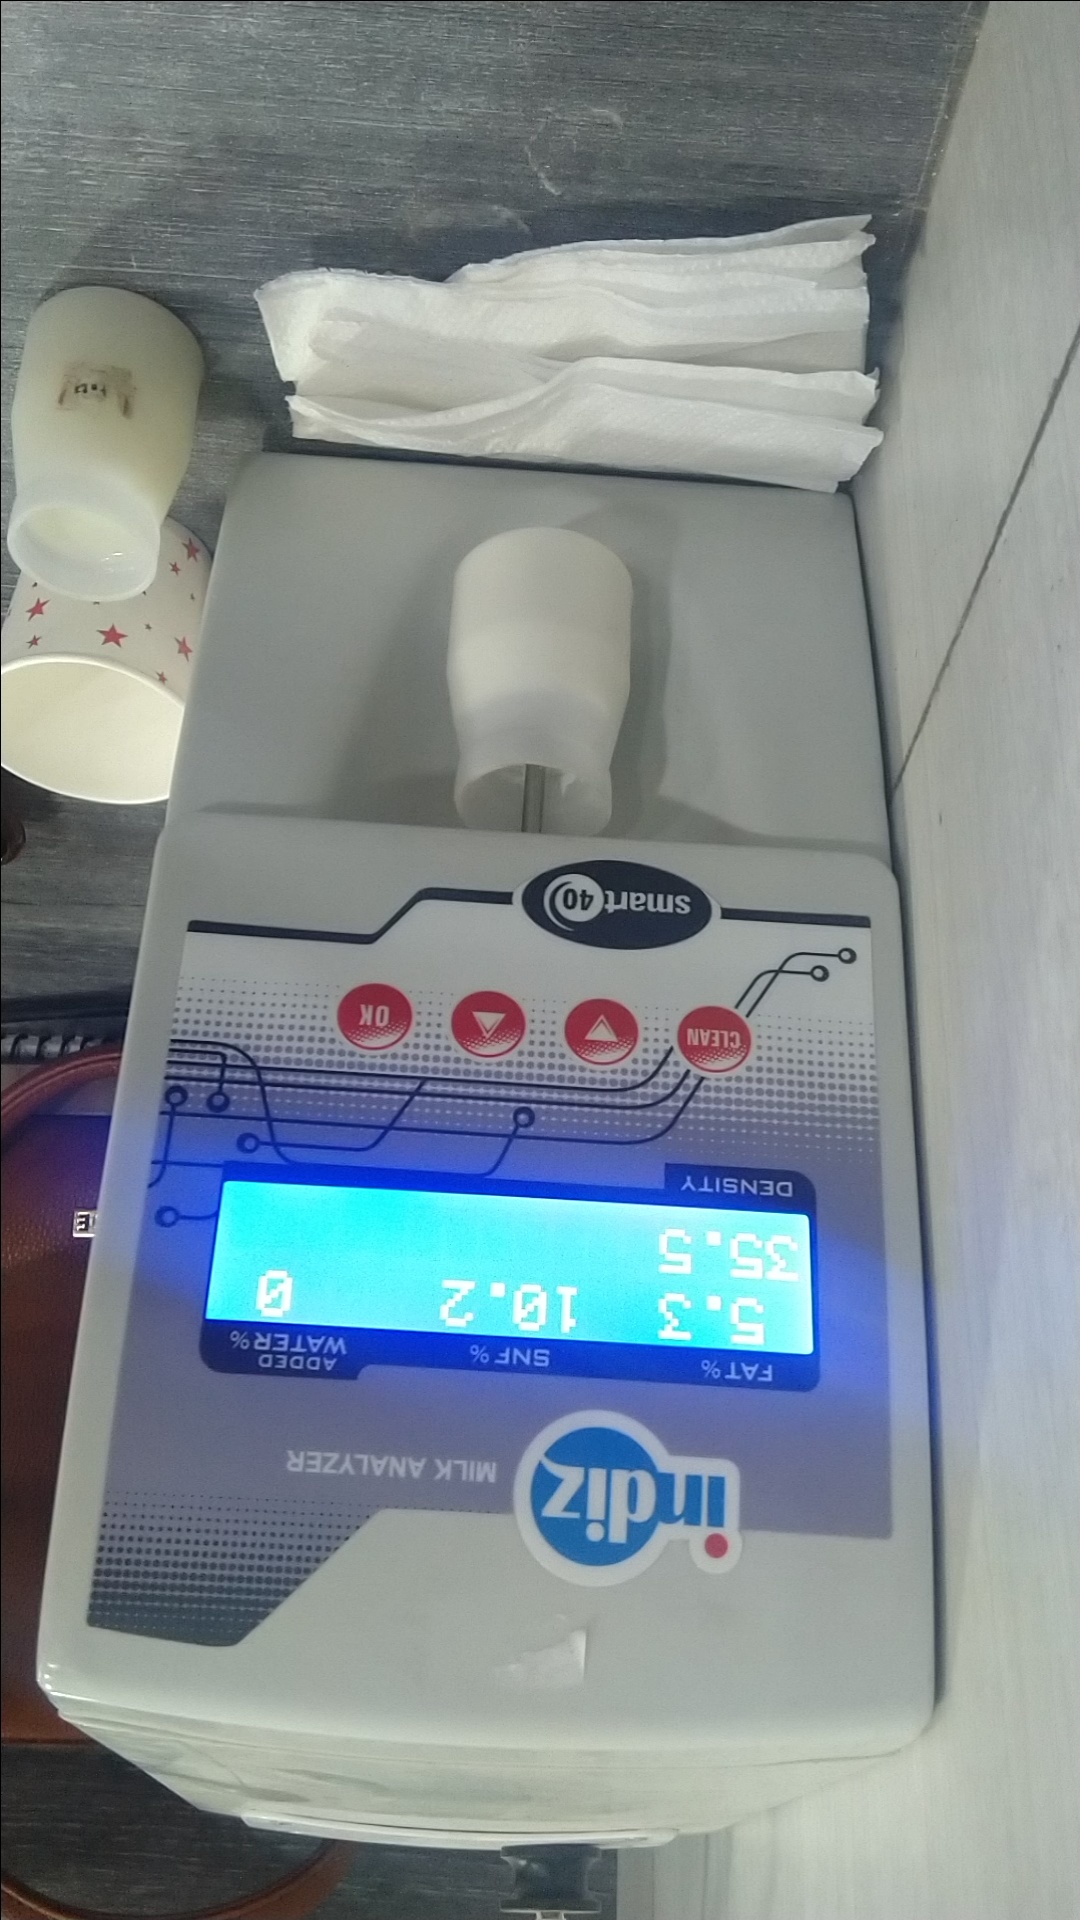 indiz
MILK ANALYZER
FAT% SNF% ADDED WATER%
5.3 10.2 0
35.5
DENSITY
CLEAN OK
smart 40